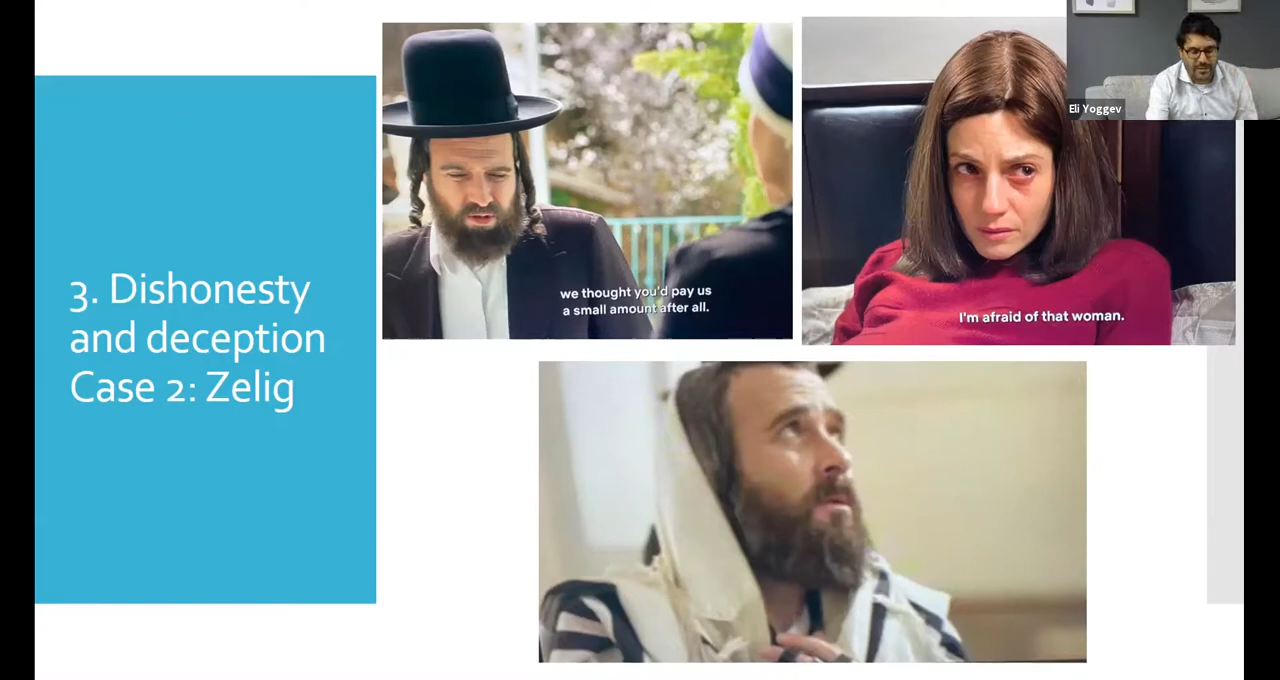 3. Dishonesty
and deception
Case 2: Zelig
we thought you'd pay us
a small amount after all.
I'm afraid of that woman.
Eli Yoggev